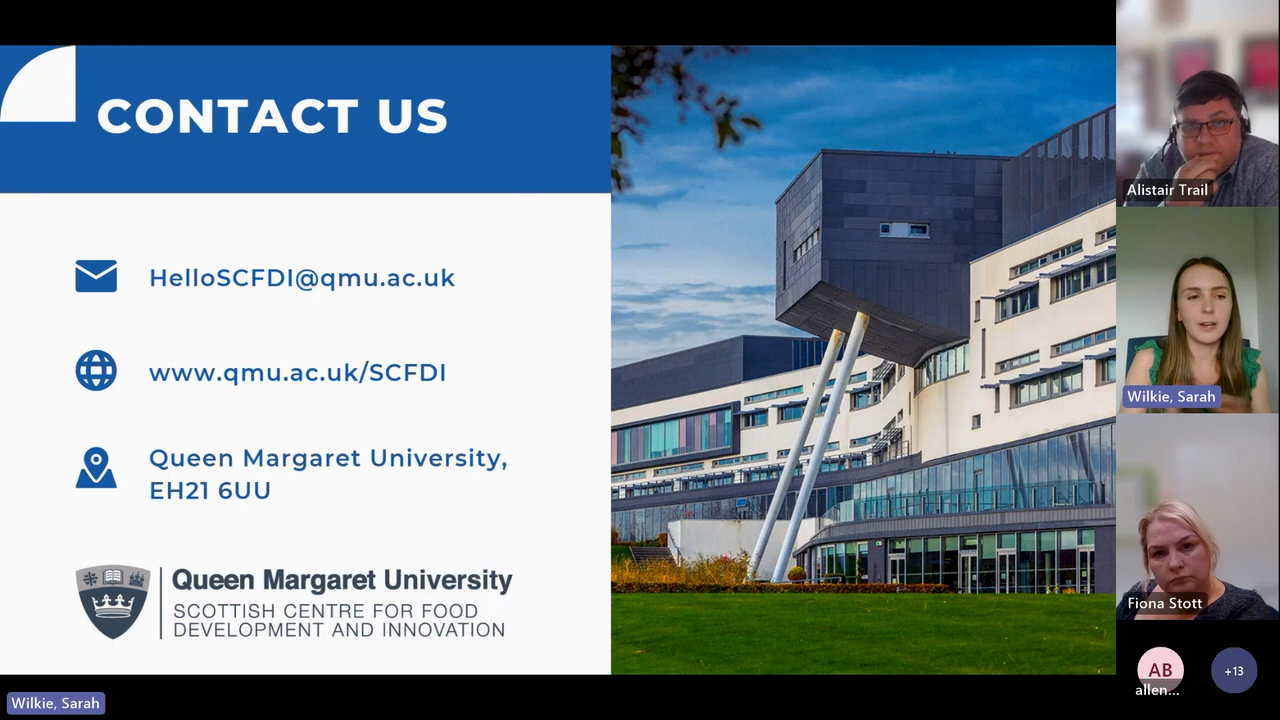 CONTACT US
HelloSCFDI@qmu.ac.uk
www.qmu.ac.uk/SCFDI
Queen Margaret University,
EH21 6UU
Queen Margaret University
SCOTTISH CENTRE FOR FOOD
DEVELOPMENT AND INNOVATION
Wilkie, Sarah
Alistair Trail
Wilkie, Sarah
Fiona Stott
AB
allen...
+13